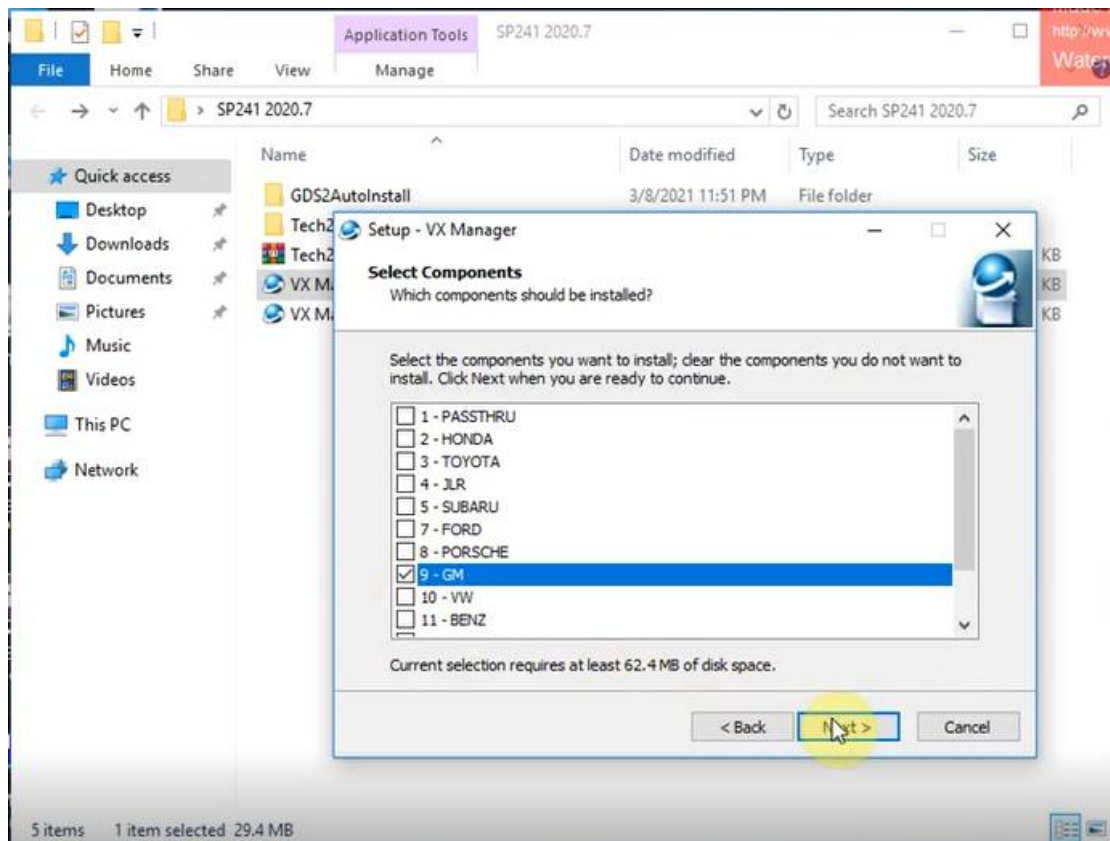 Application Tools
SP241 2020.7
File
Home
Share
View
Manage
SP241 2020.7
Search SP241 2020.7
Name
Date modified
Type
Size
Quick access
Desktop
Downloads
Documents
Pictures
Music
Videos
This PC
Network
GDS2AutoInstall
3/8/2021 11:51 PM
File folder
Tech2
Tech2
KB
VX M
KB
VX M
KB
Setup - VX Manager
Select Components
Which components should be installed?
Select the components you want to install; clear the components you do not want to
install. Click Next when you are ready to continue.
1 - PASSTHRU
2 - HONDA
3 - TOYOTA
4 - JLR
5 - SUBARU
7 - FORD
8 - PORSCHE
9 - GM
10 - VW
11 - BENZ
Current selection requires at least 62.4 MB of disk space.
< Back
Next >
Cancel
5 items
1 item selected 29.4 MB